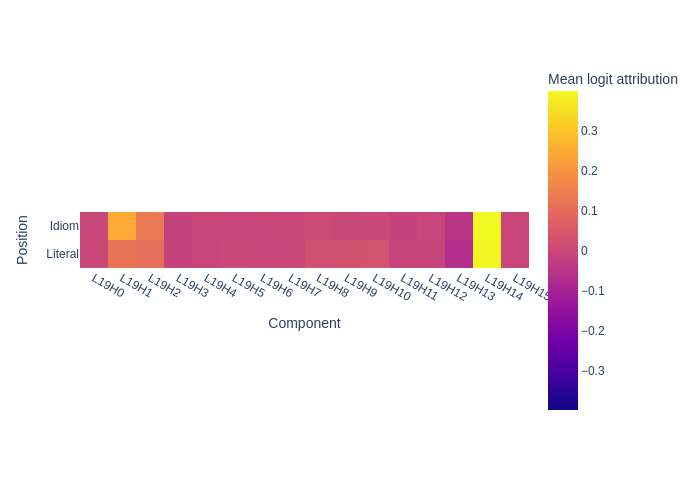 Mean logit attribution
0.3
0.2
0.1
0
−0.1
−0.2
−0.3
Position
Idiom
Literal
L19H0
L19H1
L19H2
L19H3
L19H4
L19H5
L19H6
L19H7
L19H8
L19H9
L19H10
L19H11
L19H12
L19H13
L19H14
L19H15
Component